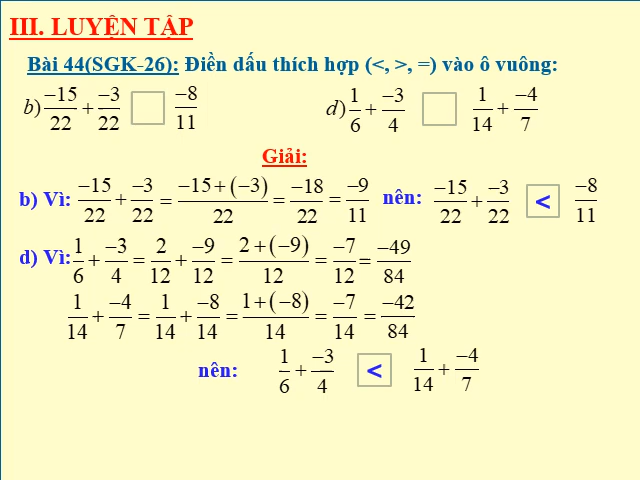 III. LUYỆN TẬP
Bài 44(SGK-26): Điền dấu thích hợp (<, >, =) vào ô vuông:
b) −15/22 + −3/22 □ −8/11 d) 1/6 + −3/4 □ 1/14 + −4/7
Giải:
b) Vì: −15/22 + −3/22 = −15+(−3)/22 = −18/22 = −9/11 nên: −15/22 + −3/22 < −8/11
d) Vì: 1/6 + −3/4 = 2/12 + −9/12 = 2+(−9)/12 = −7/12 = −49/84
1/14 + −4/7 = 1/14 + −8/14 = 1+(−8)/14 = −7/14 = −42/84
nên: 1/6 + −3/4 < 1/14 + −4/7